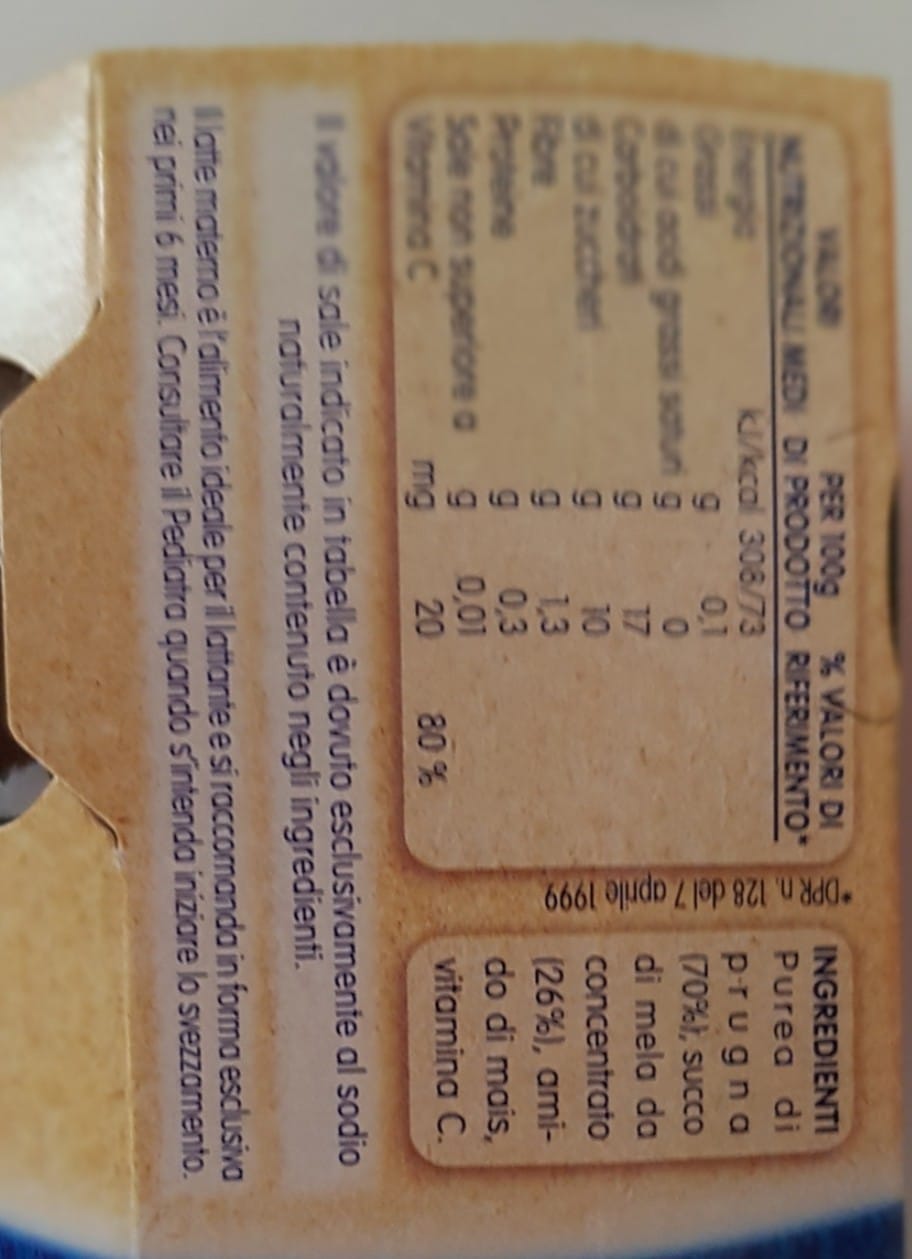 VALORI PER 100g % VALORI DI
NUTRIZIONALI MEDI DI PRODOTTO RIFERIMENTO*
Energia kJ/kcal 308/73
Grassi g 0,1
di cui acidi grassi saturi g 0
Carboidrati g 17
di cui zuccheri g 10
Fibre g 1,3
Proteine g 0,3
Sale non superiore a g 0,01
Vitamina C mg 20 80%
*DPR n. 128 del 7 aprile 1999
INGREDIENTI
Purea di
prugna
(70%), succo
di mela da
concentrato
(26%), ami-
do di mais,
vitamina C.
Il valore di sale indicato in tabella è dovuto esclusivamente al sodio
naturalmente contenuto negli ingredienti.
Il latte materno è l'alimento ideale per il lattante e si raccomanda in forma esclusiva
nei primi 6 mesi. Consultare il Pediatra quando s'intenda iniziare lo svezzamento.